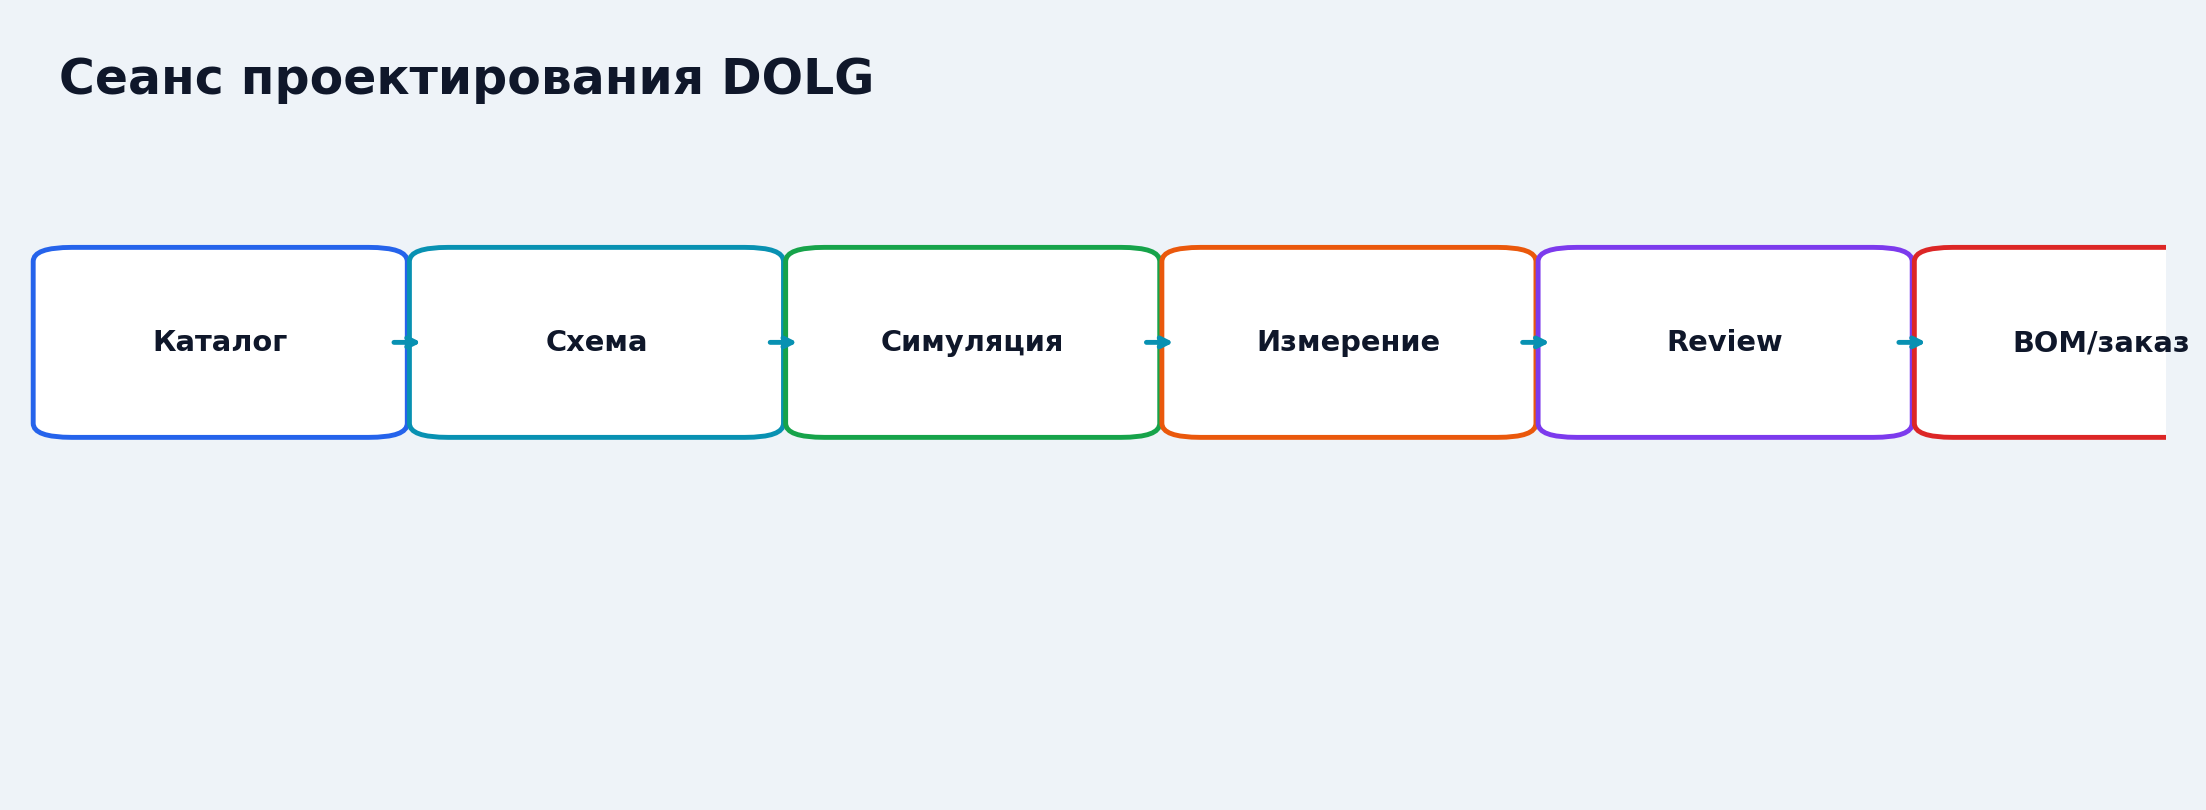 Сеанс проектирования DOLG
Каталог
Схема
Симуляция
Измерение
Review
BOM/заказ